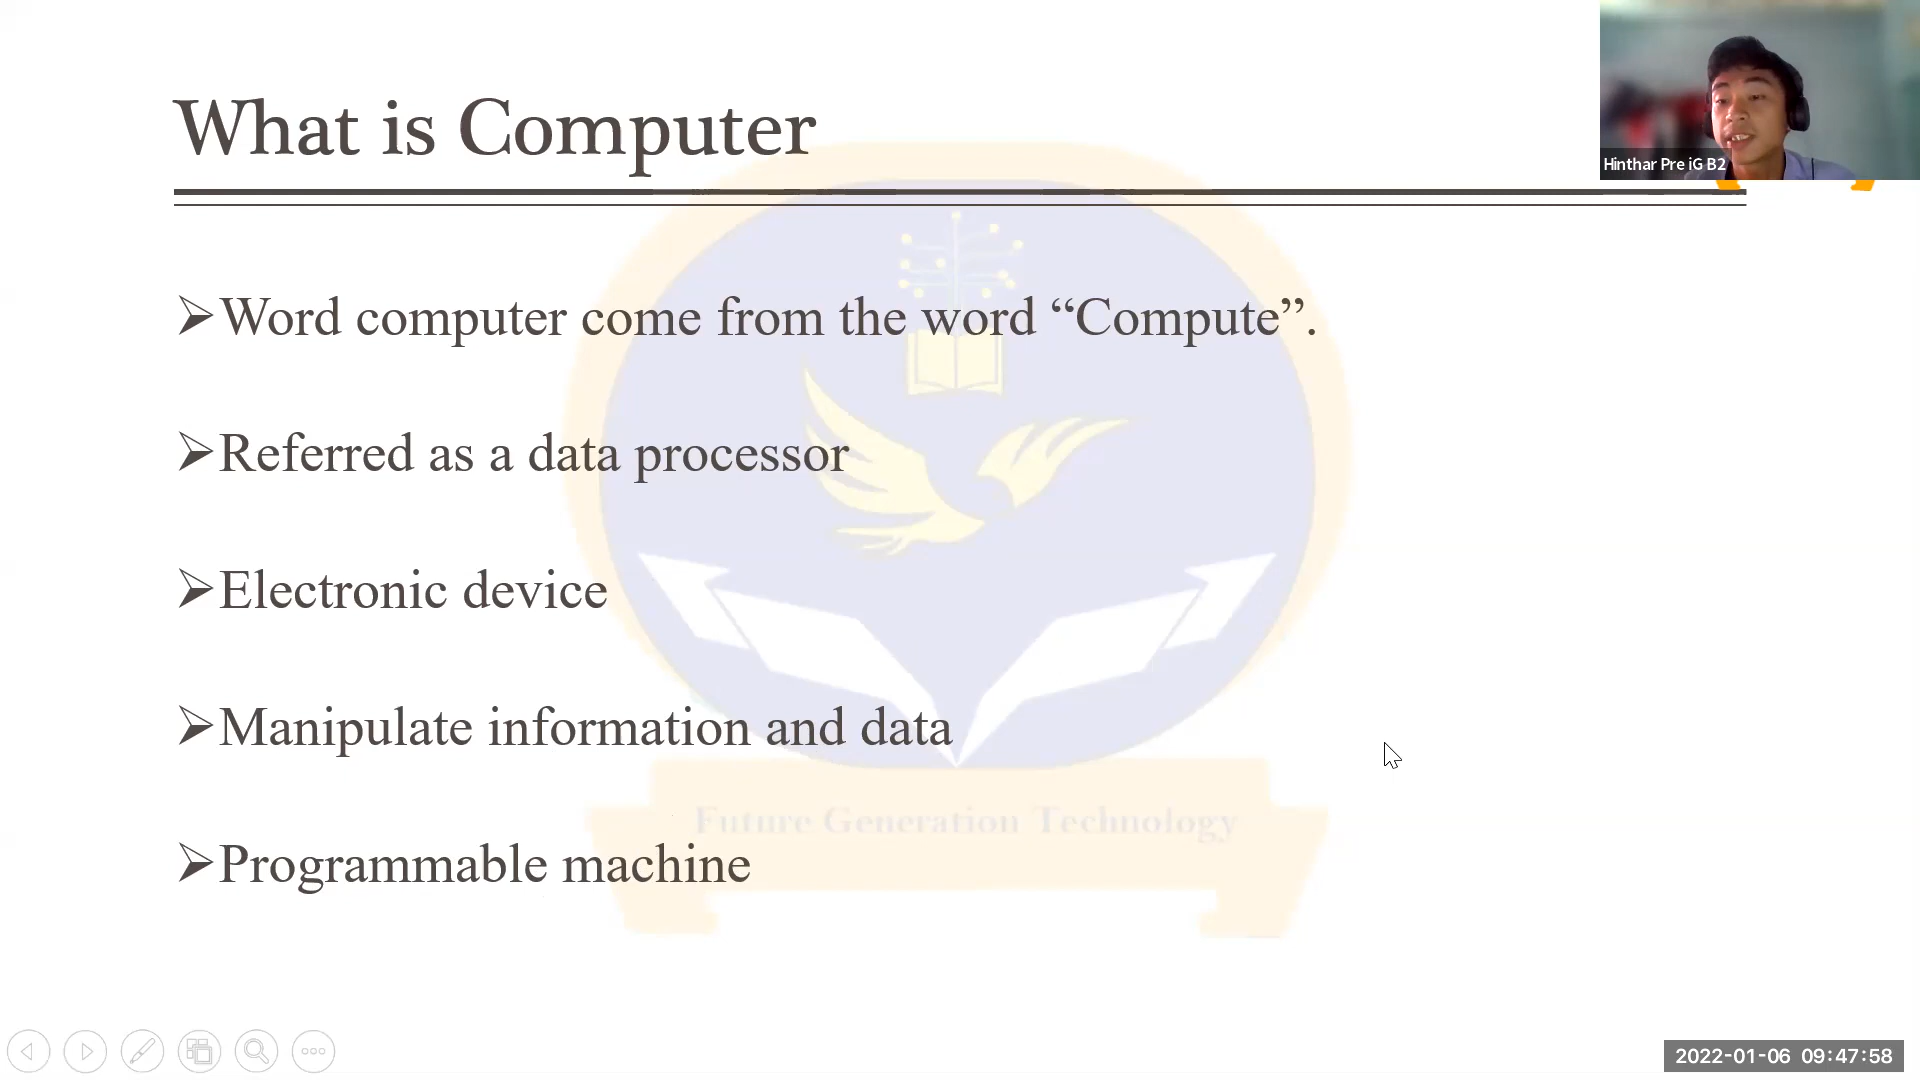 What is Computer
Hinthar Pre iG B2
Word computer come from the word “Compute”.
Referred as a data processor
Electronic device
Manipulate information and data
Future Generation Technology
Programmable machine
2022-01-06 09:47:58